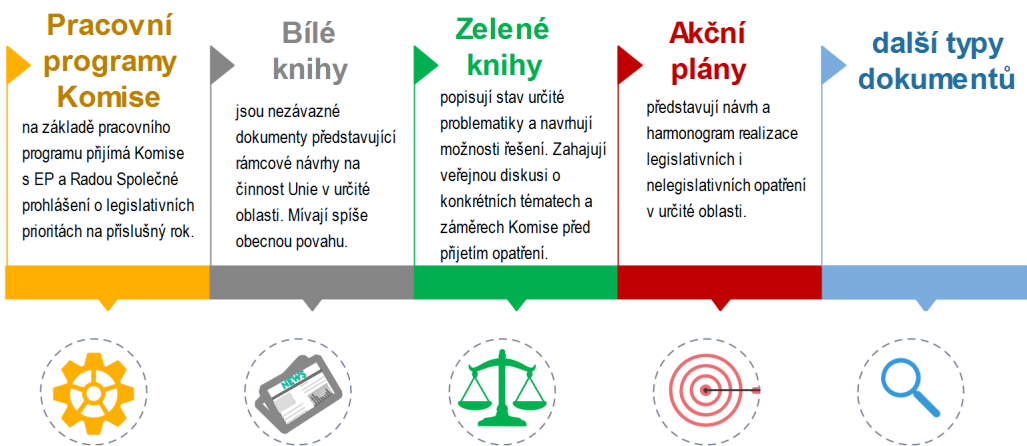 Pracovní
programy
Komise
na základě pracovního
programu přijímá Komise
s EP a Radou Společné
prohlášení o legislativních
prioritách na příslušný rok.
Bílé
knihy
jsou nezávazné
dokumenty představující
rámcové návrhy na
činnost Unie v určité
oblasti. Mívají spíše
obecnou povahu.
Zelené
knihy
popisují stav určité
problematiky a navrhují
možnosti řešení. Zahajují
veřejnou diskusi o
konkrétních tématech a
záměrech Komise před
přijetím opatření.
Akční
plány
představují návrh a
harmonogram realizace
legislativních i
nelegislativních opatření
v určité oblasti.
další typy
dokumentů
NEWS